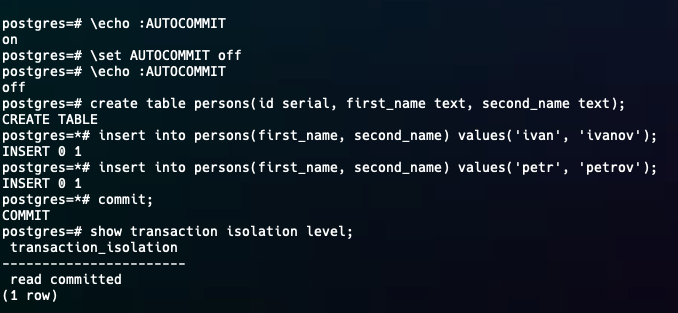 postgres=# \echo :AUTOCOMMIT
on
postgres=# \set AUTOCOMMIT off
postgres=# \echo :AUTOCOMMIT
off
postgres=# create table persons(id serial, first_name text, second_name text);
CREATE TABLE
postgres=*# insert into persons(first_name, second_name) values('ivan', 'ivanov');
INSERT 0 1
postgres=*# insert into persons(first_name, second_name) values('petr', 'petrov');
INSERT 0 1
postgres=*# commit;
COMMIT
postgres=# show transaction isolation level;
 transaction_isolation
-----------------------
 read committed
(1 row)